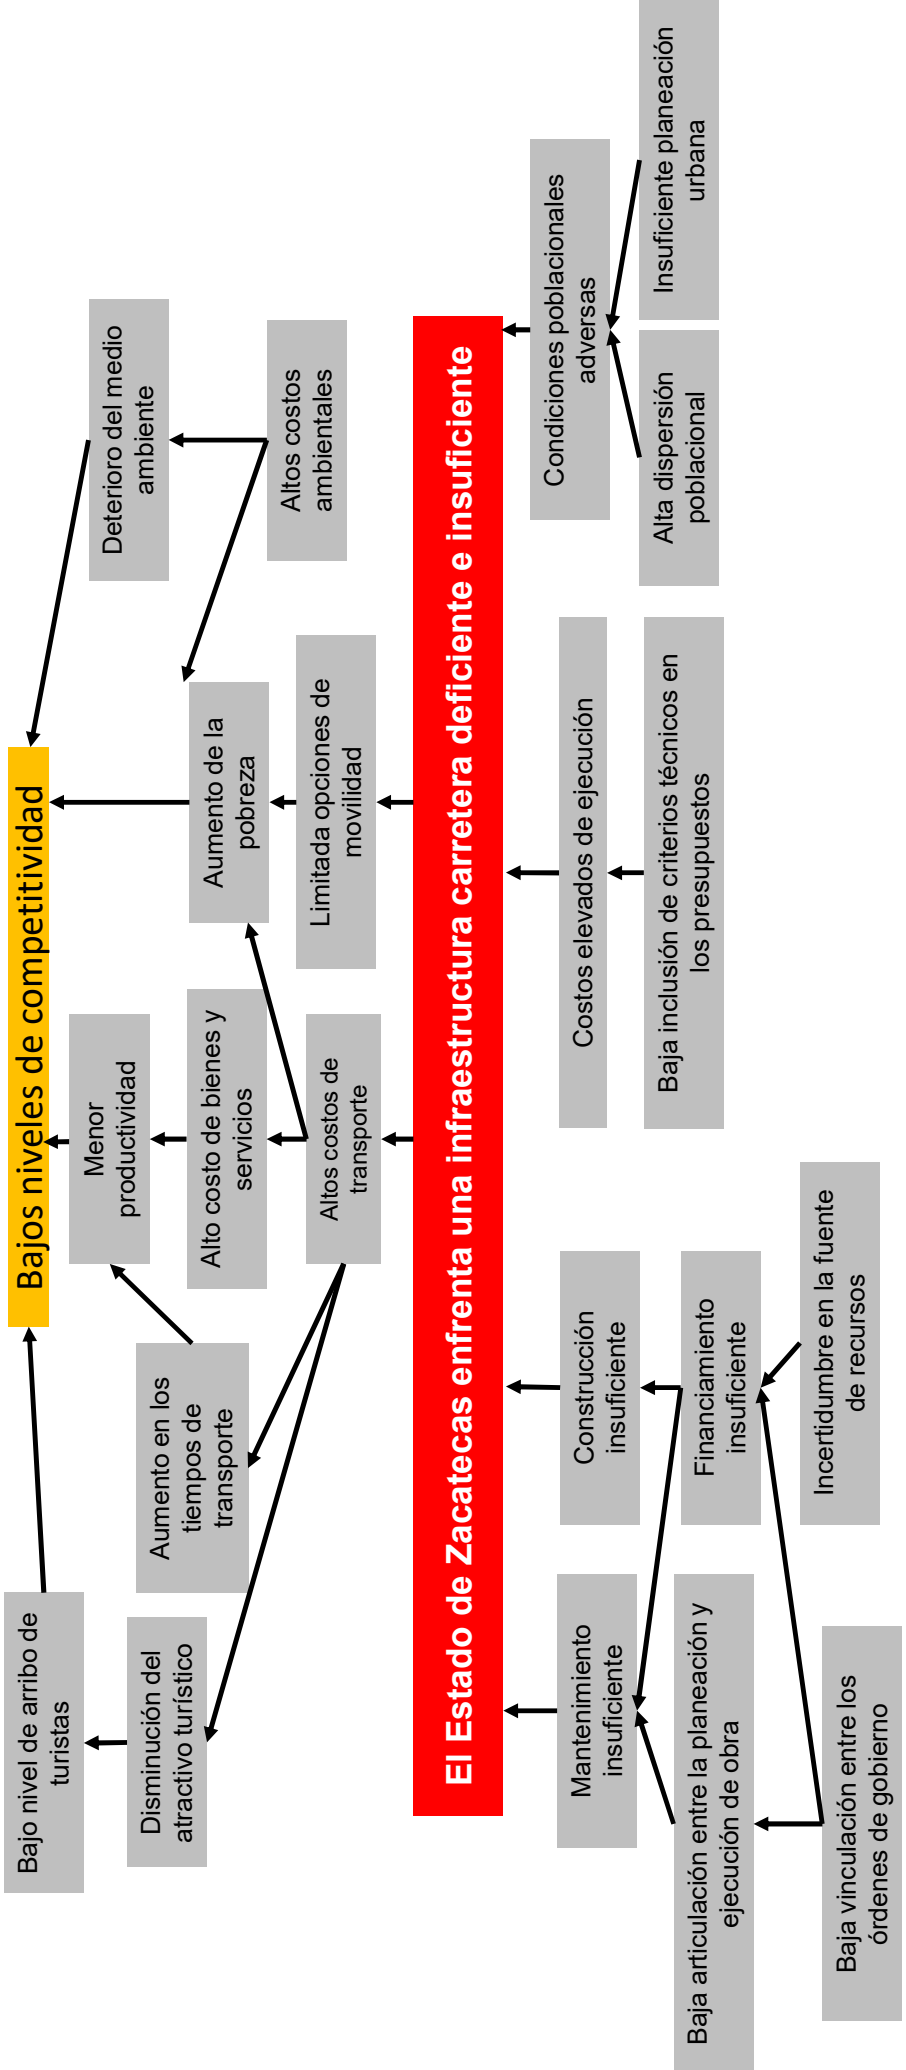 Bajos niveles de competitividad
Bajo nivel de arribo de
turistas
Menor
productividad
Deterioro del medio
ambiente
Disminución del
atractivo turístico
Aumento en los
tiempos de
transporte
Alto costo de bienes y
servicios
Aumento de la
pobreza
Altos costos
ambientales
Altos costos de
transporte
Limitada opciones de
movilidad
El Estado de Zacatecas enfrenta una infraestructura carretera deficiente e insuficiente
Mantenimiento
insuficiente
Construcción
insuficiente
Costos elevados de ejecución
Condiciones poblacionales
adversas
Baja articulación entre la planeación y
ejecución de obra
Financiamiento
insuficiente
Baja inclusión de criterios técnicos en
los presupuestos
Alta dispersión
poblacional
Insuficiente planeación
urbana
Baja vinculación entre los
órdenes de gobierno
Incertidumbre en la fuente
de recursos